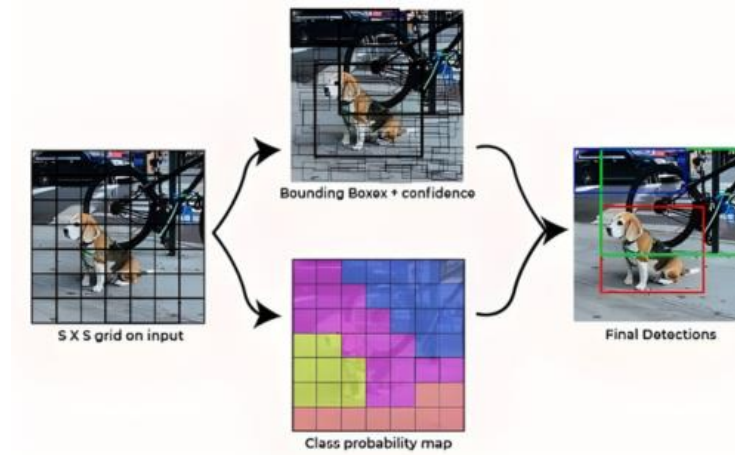 Bounding Boxex + confidence
S X S grid on input
Final Detections
Class probability map